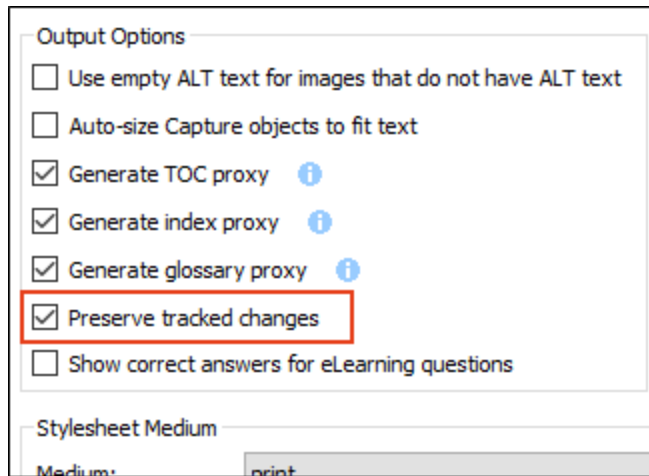 Output Options
Use empty ALT text for images that do not have ALT text
Auto-size Capture objects to fit text
Generate TOC proxy
Generate index proxy
Generate glossary proxy
Preserve tracked changes
Show correct answers for eLearning questions
Stylesheet Medium
Medium: print